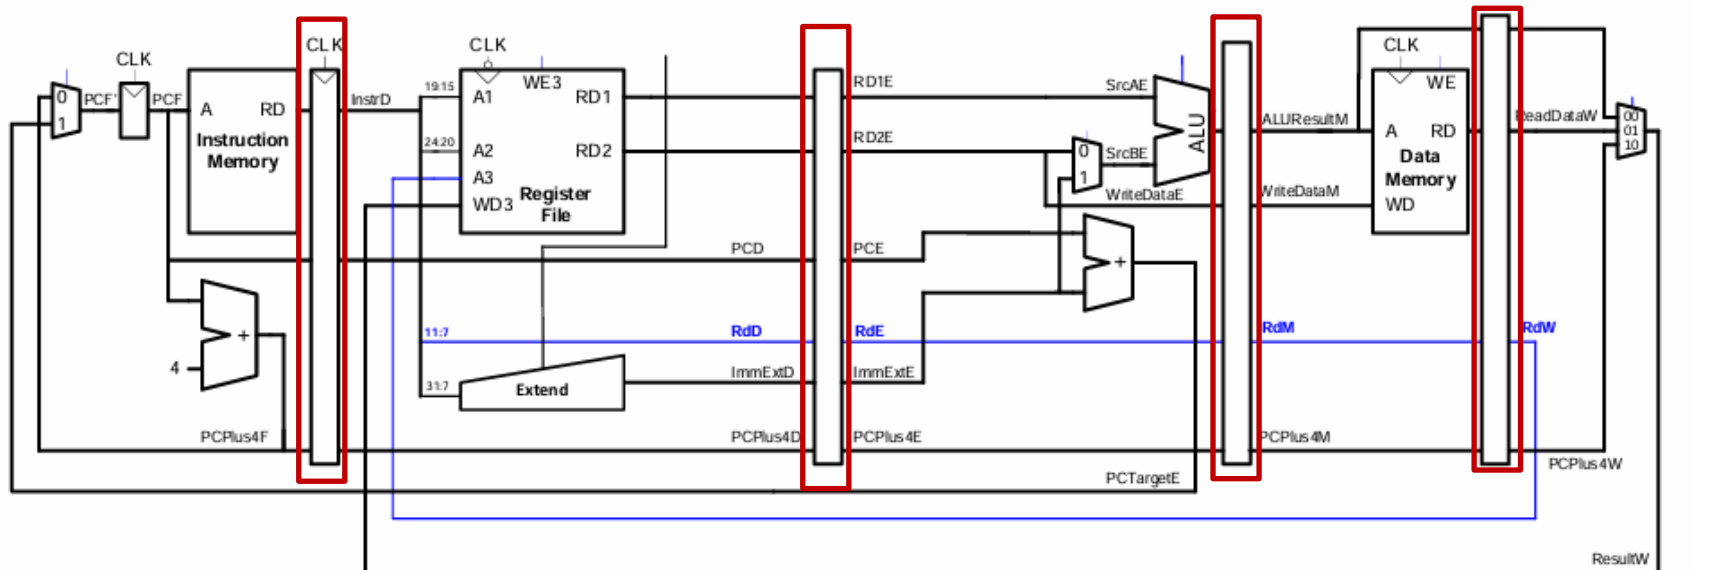 CLK
0
1
PCF'
PCF
A
RD
Instruction
Memory
4
+
PCPlus4F
CLK
InstrD
19:15
24:20
11:7
31:7
CLK
WE3
A1
RD1
A2
RD2
A3
WD3
Register
File
Extend
PCD
RdD
ImmExtD
PCPlus4D
RD1E
RD2E
PCE
RdE
ImmExtE
PCPlus4E
SrcAE
0
1
SrcBE
ALU
WriteDataE
+
PCTargetE
ALUResultM
WriteDataM
RdM
PCPlus4M
CLK
WE
A
RD
Data
Memory
WD
ReadDataW
RdW
PCPlus4W
00
01
10
ResultW